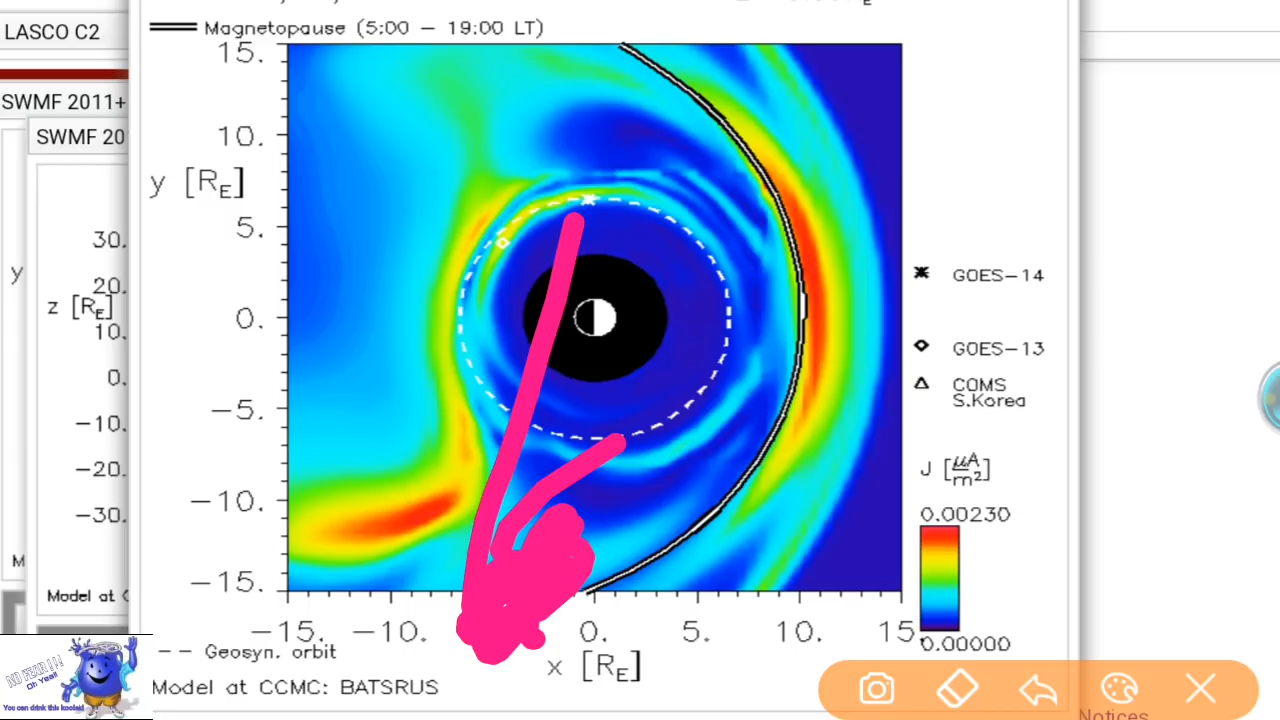 LASCO C2
Magnetopause (5:00 – 19:00 LT)
SWMF 2011+
SWMF 20
15.
10.
5.
0.
−5.
−10.
−15.
y [RE]
y
30.
20.
10.
0.
−10.
−20.
−30.
z [RE]
GOES−14
GOES−13
COMS
S.Korea
J [μA/m²]
0.00230
0.00000
M
Model at C
−15. −10. 0. 5. 10. 15.
x [RE]
−− Geosyn. orbit
Model at CCMC: BATSRUS
NO FEAR!!!
Oh Yea!!
You can drink this koolaid
Notices